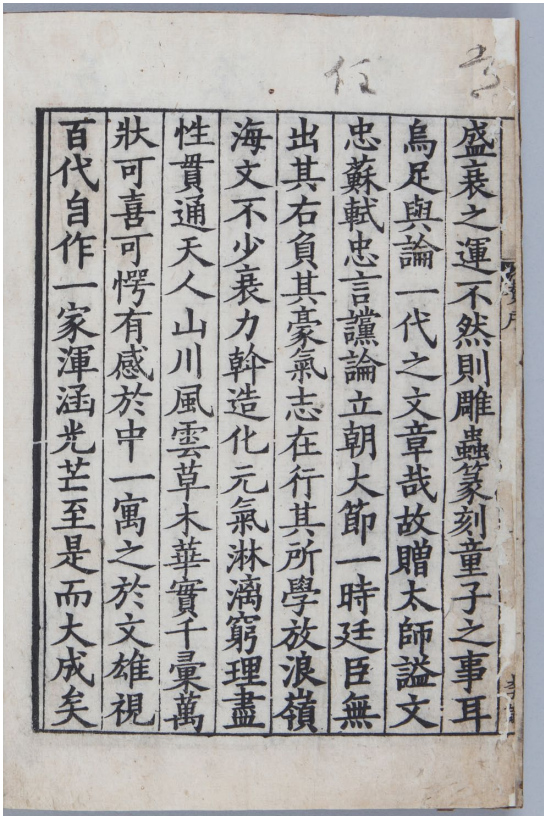 任
盛衰之運不然則雕蟲篆刻童子之事耳
烏足與論一代之文章哉故贈太師謚文
忠蘇軾忠言讜論立朝大節一時廷臣無
出其右負其豪氣志在行其所學放浪嶺
海文不少衰力斡造化元氣淋漓窮理盡
性貫通天人山川風雲草木華實千彙萬
狀可喜可愕有感於中一寓之於文雄視
百代自作一家渾涵光芒至是而大成矣